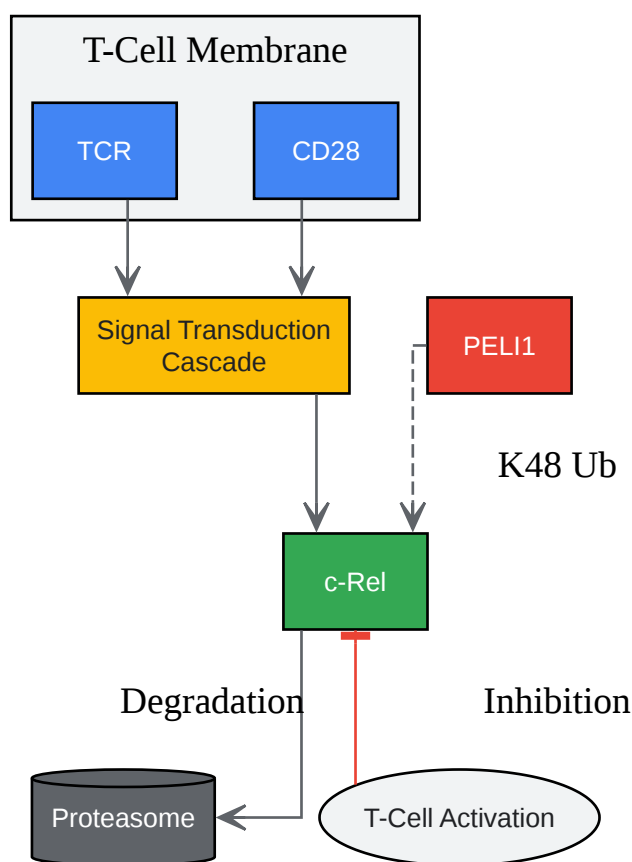 T-Cell Membrane
TCR
CD28
Signal Transduction
Cascade
PELI1
K48 Ub
c-Rel
Degradation
Inhibition
Proteasome
T-Cell Activation